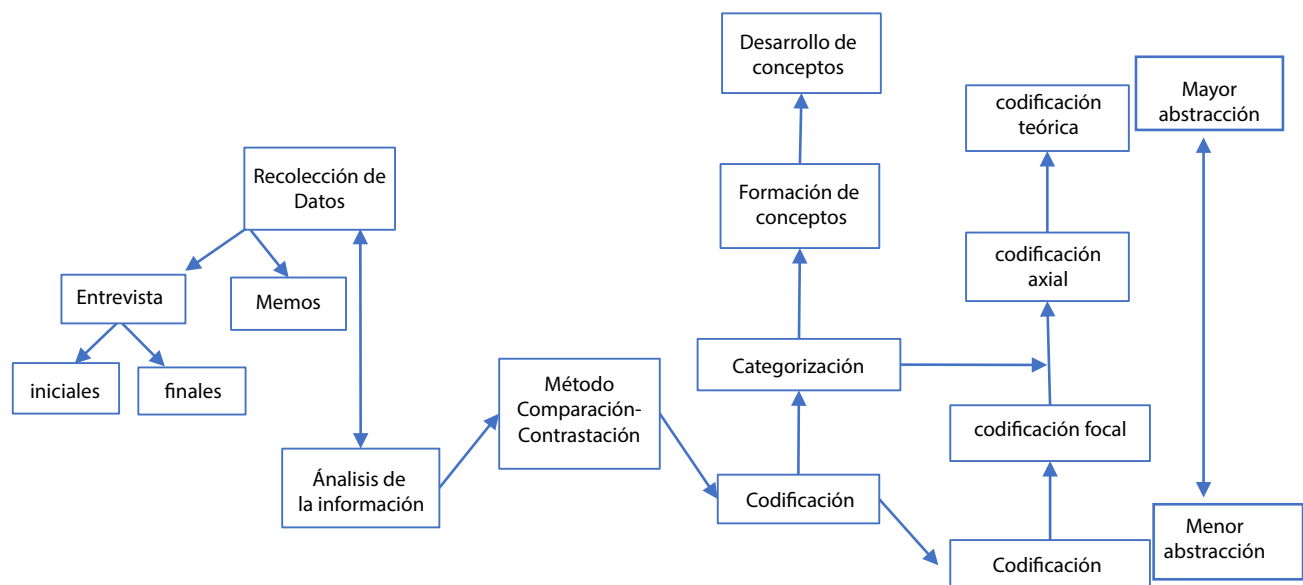 Desarrollo de
conceptos
codificación
teórica
Mayor
abstracción
Recolección de
Datos
Formación de
conceptos
codificación
axial
Entrevista
Memos
iniciales
finales
Método
Comparación-
Contrastación
Categorización
codificación focal
Ánalisis de
la información
Codificación
Codificación
Menor
abstracción